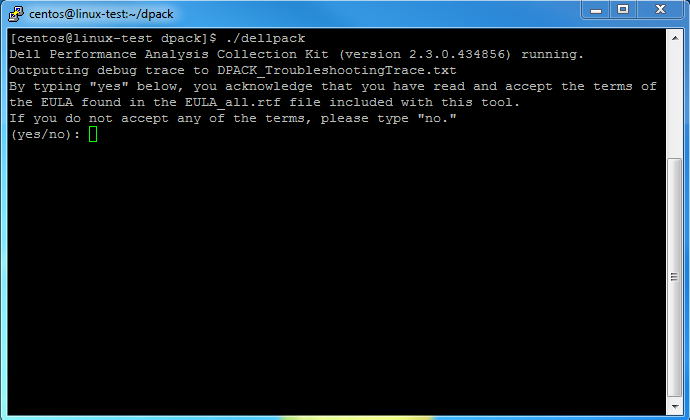 centos@linux-test:~/dpack
[centos@linux-test dpack]$ ./dellpack
Dell Performance Analysis Collection Kit (version 2.3.0.434856) running.
Outputting debug trace to DPACK_TroubleshootingTrace.txt
By typing "yes" below, you acknowledge that you have read and accept the terms of
the EULA found in the EULA_all.rtf file included with this tool.
If you do not accept any of the terms, please type "no."
(yes/no):